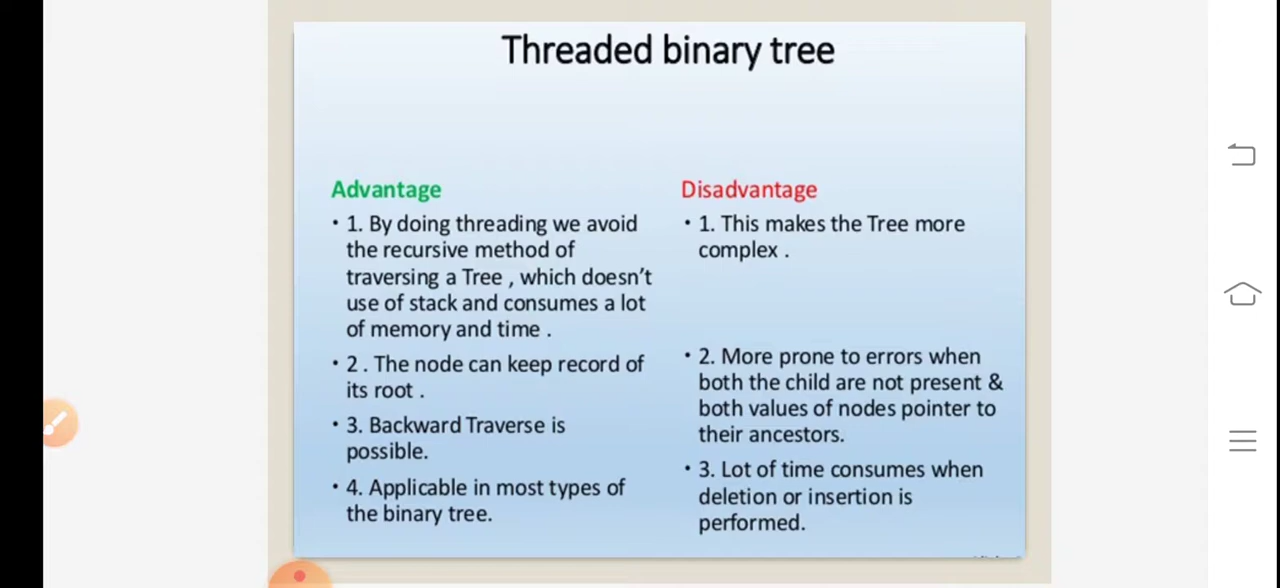 Threaded binary tree
Advantage
• 1. By doing threading we avoid
the recursive method of
traversing a Tree , which doesn't
use of stack and consumes a lot
of memory and time .
• 2 . The node can keep record of
its root .
• 3. Backward Traverse is
possible.
• 4. Applicable in most types of
the binary tree.
Disadvantage
• 1. This makes the Tree more
complex .
• 2. More prone to errors when
both the child are not present &
both values of nodes pointer to
their ancestors.
• 3. Lot of time consumes when
deletion or insertion is
performed.